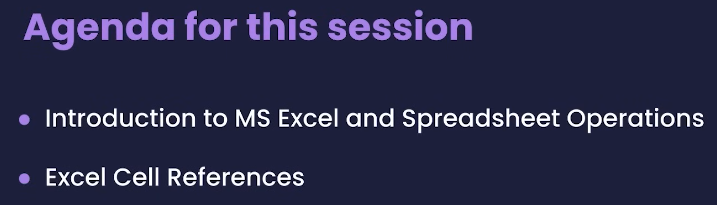 Agenda for this session
Introduction to MS Excel and Spreadsheet Operations
Excel Cell References